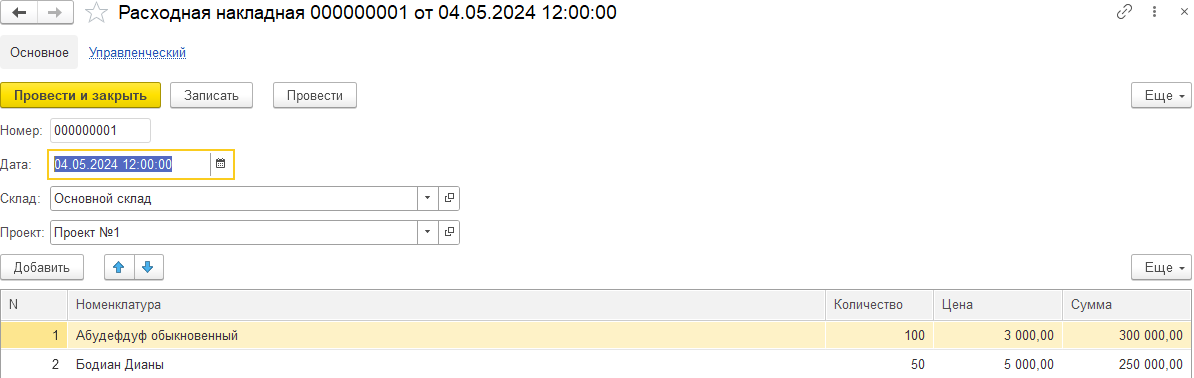 Расходная накладная 000000001 от 04.05.2024 12:00:00
Основное Управленческий
Провести и закрыть Записать Провести Еще
Номер: 000000001
Дата: 04.05.2024 12:00:00
Склад: Основной склад
Проект: Проект №1
Добавить Еще
N Номенклатура Количество Цена Сумма
1 Абудефдуф обыкновенный 100 3 000,00 300 000,00
2 Бодиан Дианы 50 5 000,00 250 000,00